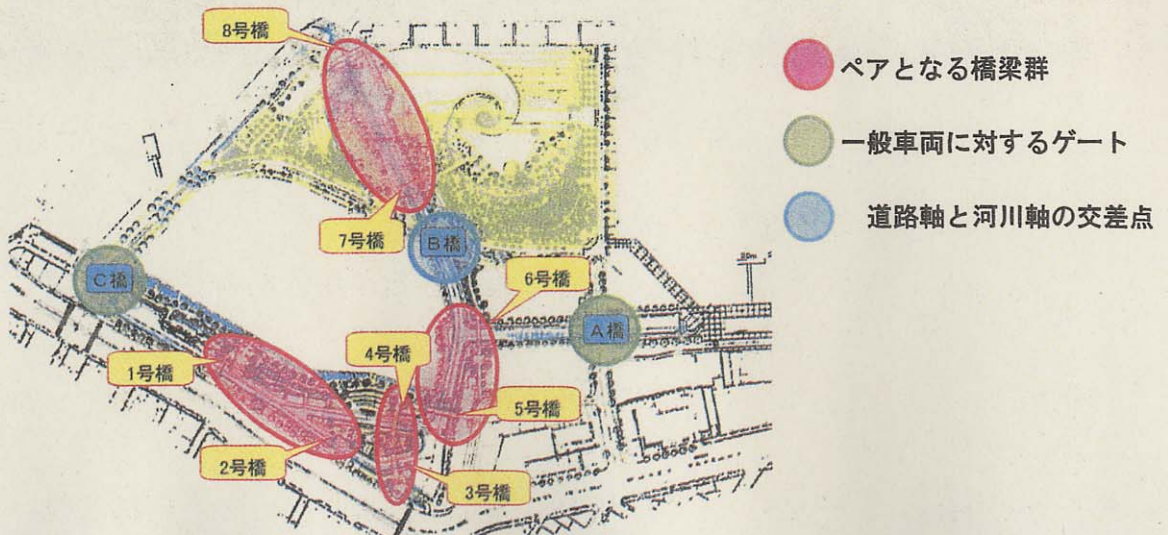 8号橋
ペアとなる橋梁群
一般車両に対するゲート
道路軸と河川軸の交差点
7号橋
B橋
C橋
6号橋
A橋
4号橋
1号橋
5号橋
2号橋
3号橋